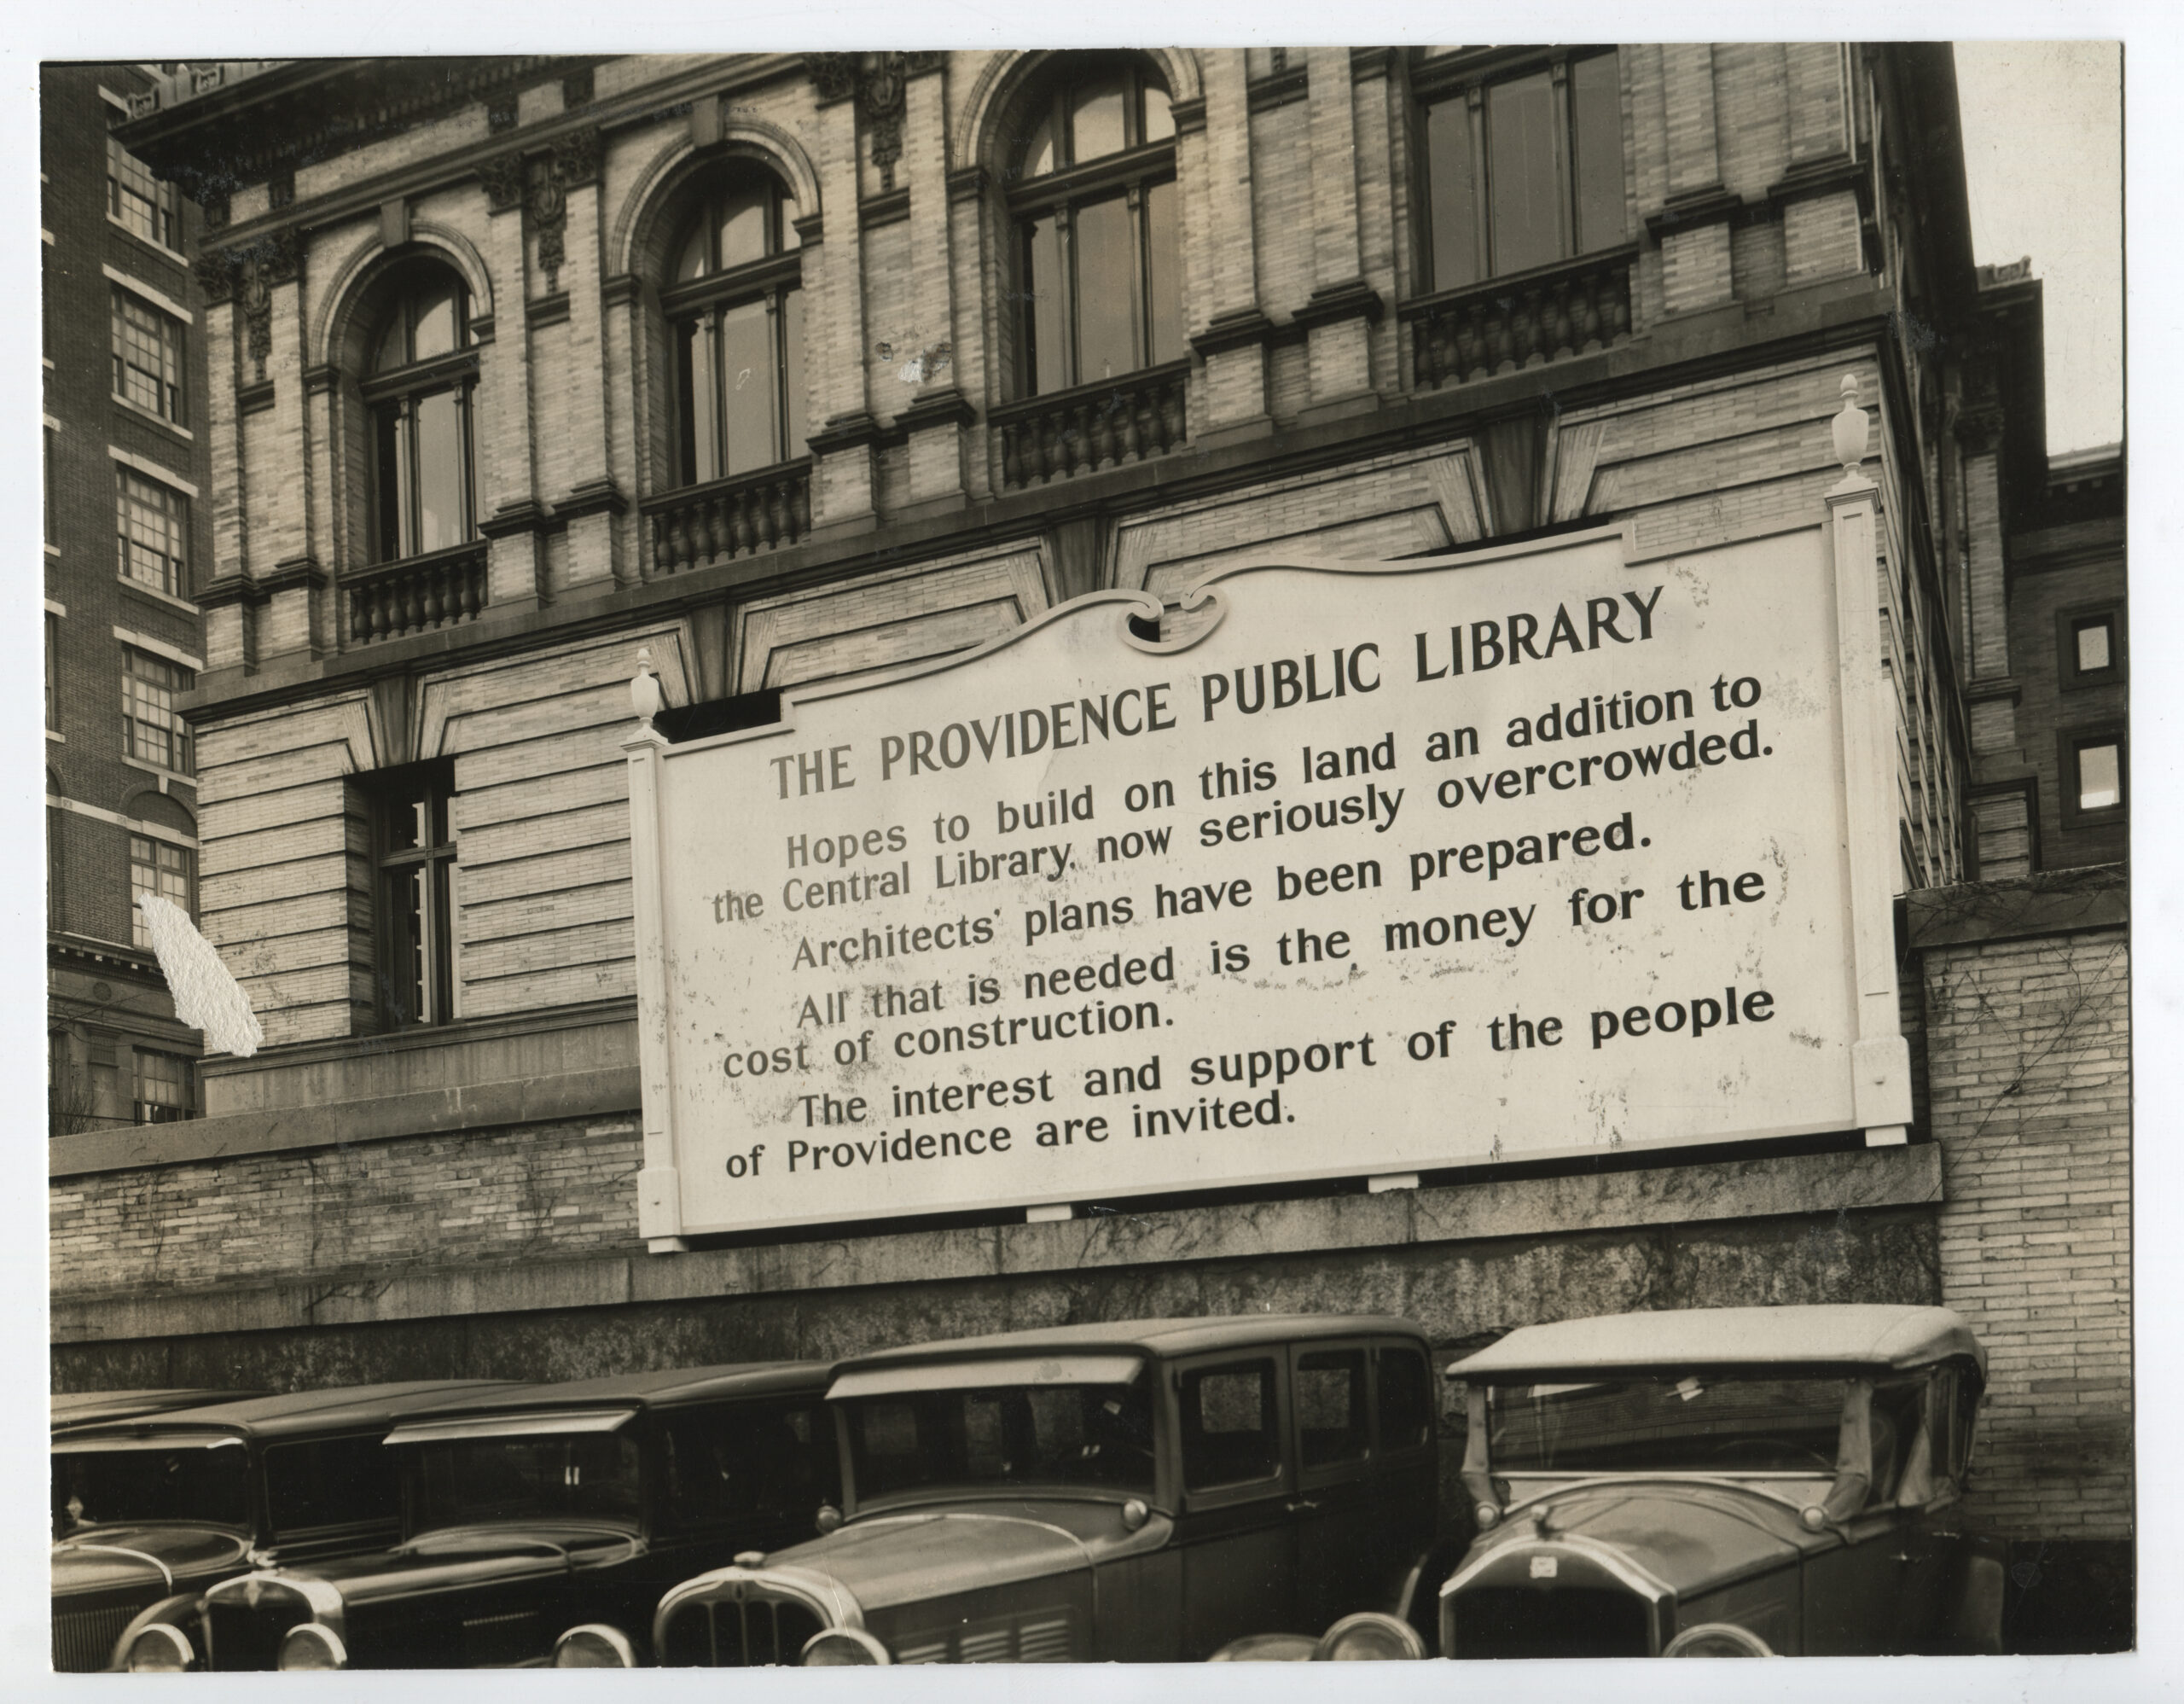 THE PROVIDENCE PUBLIC LIBRARY
Hopes to build on this land an addition to
the Central Library, now seriously overcrowded.
Architects' plans have been prepared.
All that is needed is the money for the
cost of construction.
The interest and support of the people
of Providence are invited.